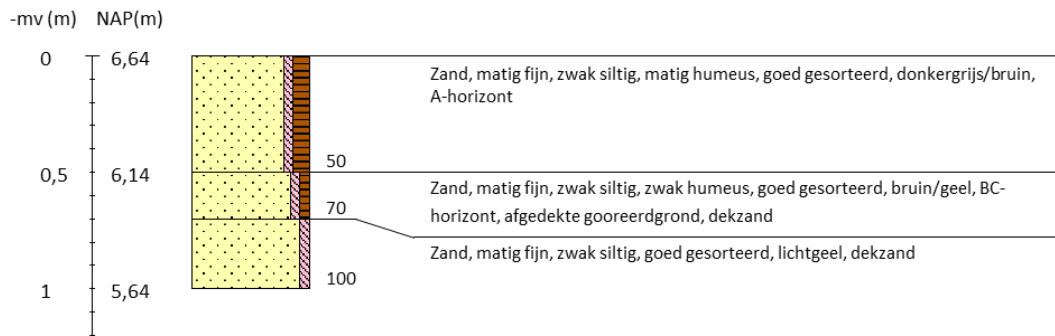 -mv (m) NAP(m)
0 6,64
Zand, matig fijn, zwak siltig, matig humeus, goed gesorteerd, donkergrijs/bruin,
A-horizont
50
0,5 6,14
Zand, matig fijn, zwak siltig, zwak humeus, goed gesorteerd, bruin/geel, BC-
horizont, afgedekte gooreerdgrond, dekzand
70
Zand, matig fijn, zwak siltig, goed gesorteerd, lichtgeel, dekzand
100
1 5,64